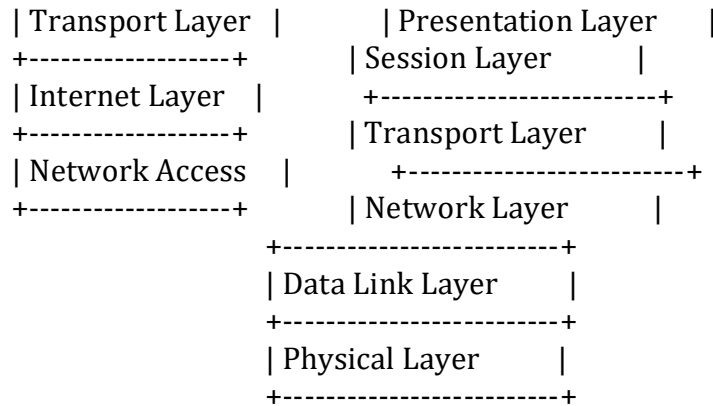 | Transport Layer | | Presentation Layer |
+------------------+ | Session Layer |
| Internet Layer | +--------------------------+
+------------------+ | Transport Layer |
| Network Access | +--------------------------+
+------------------+ | Network Layer |
+--------------------------+
| Data Link Layer |
+--------------------------+
| Physical Layer |
+--------------------------+